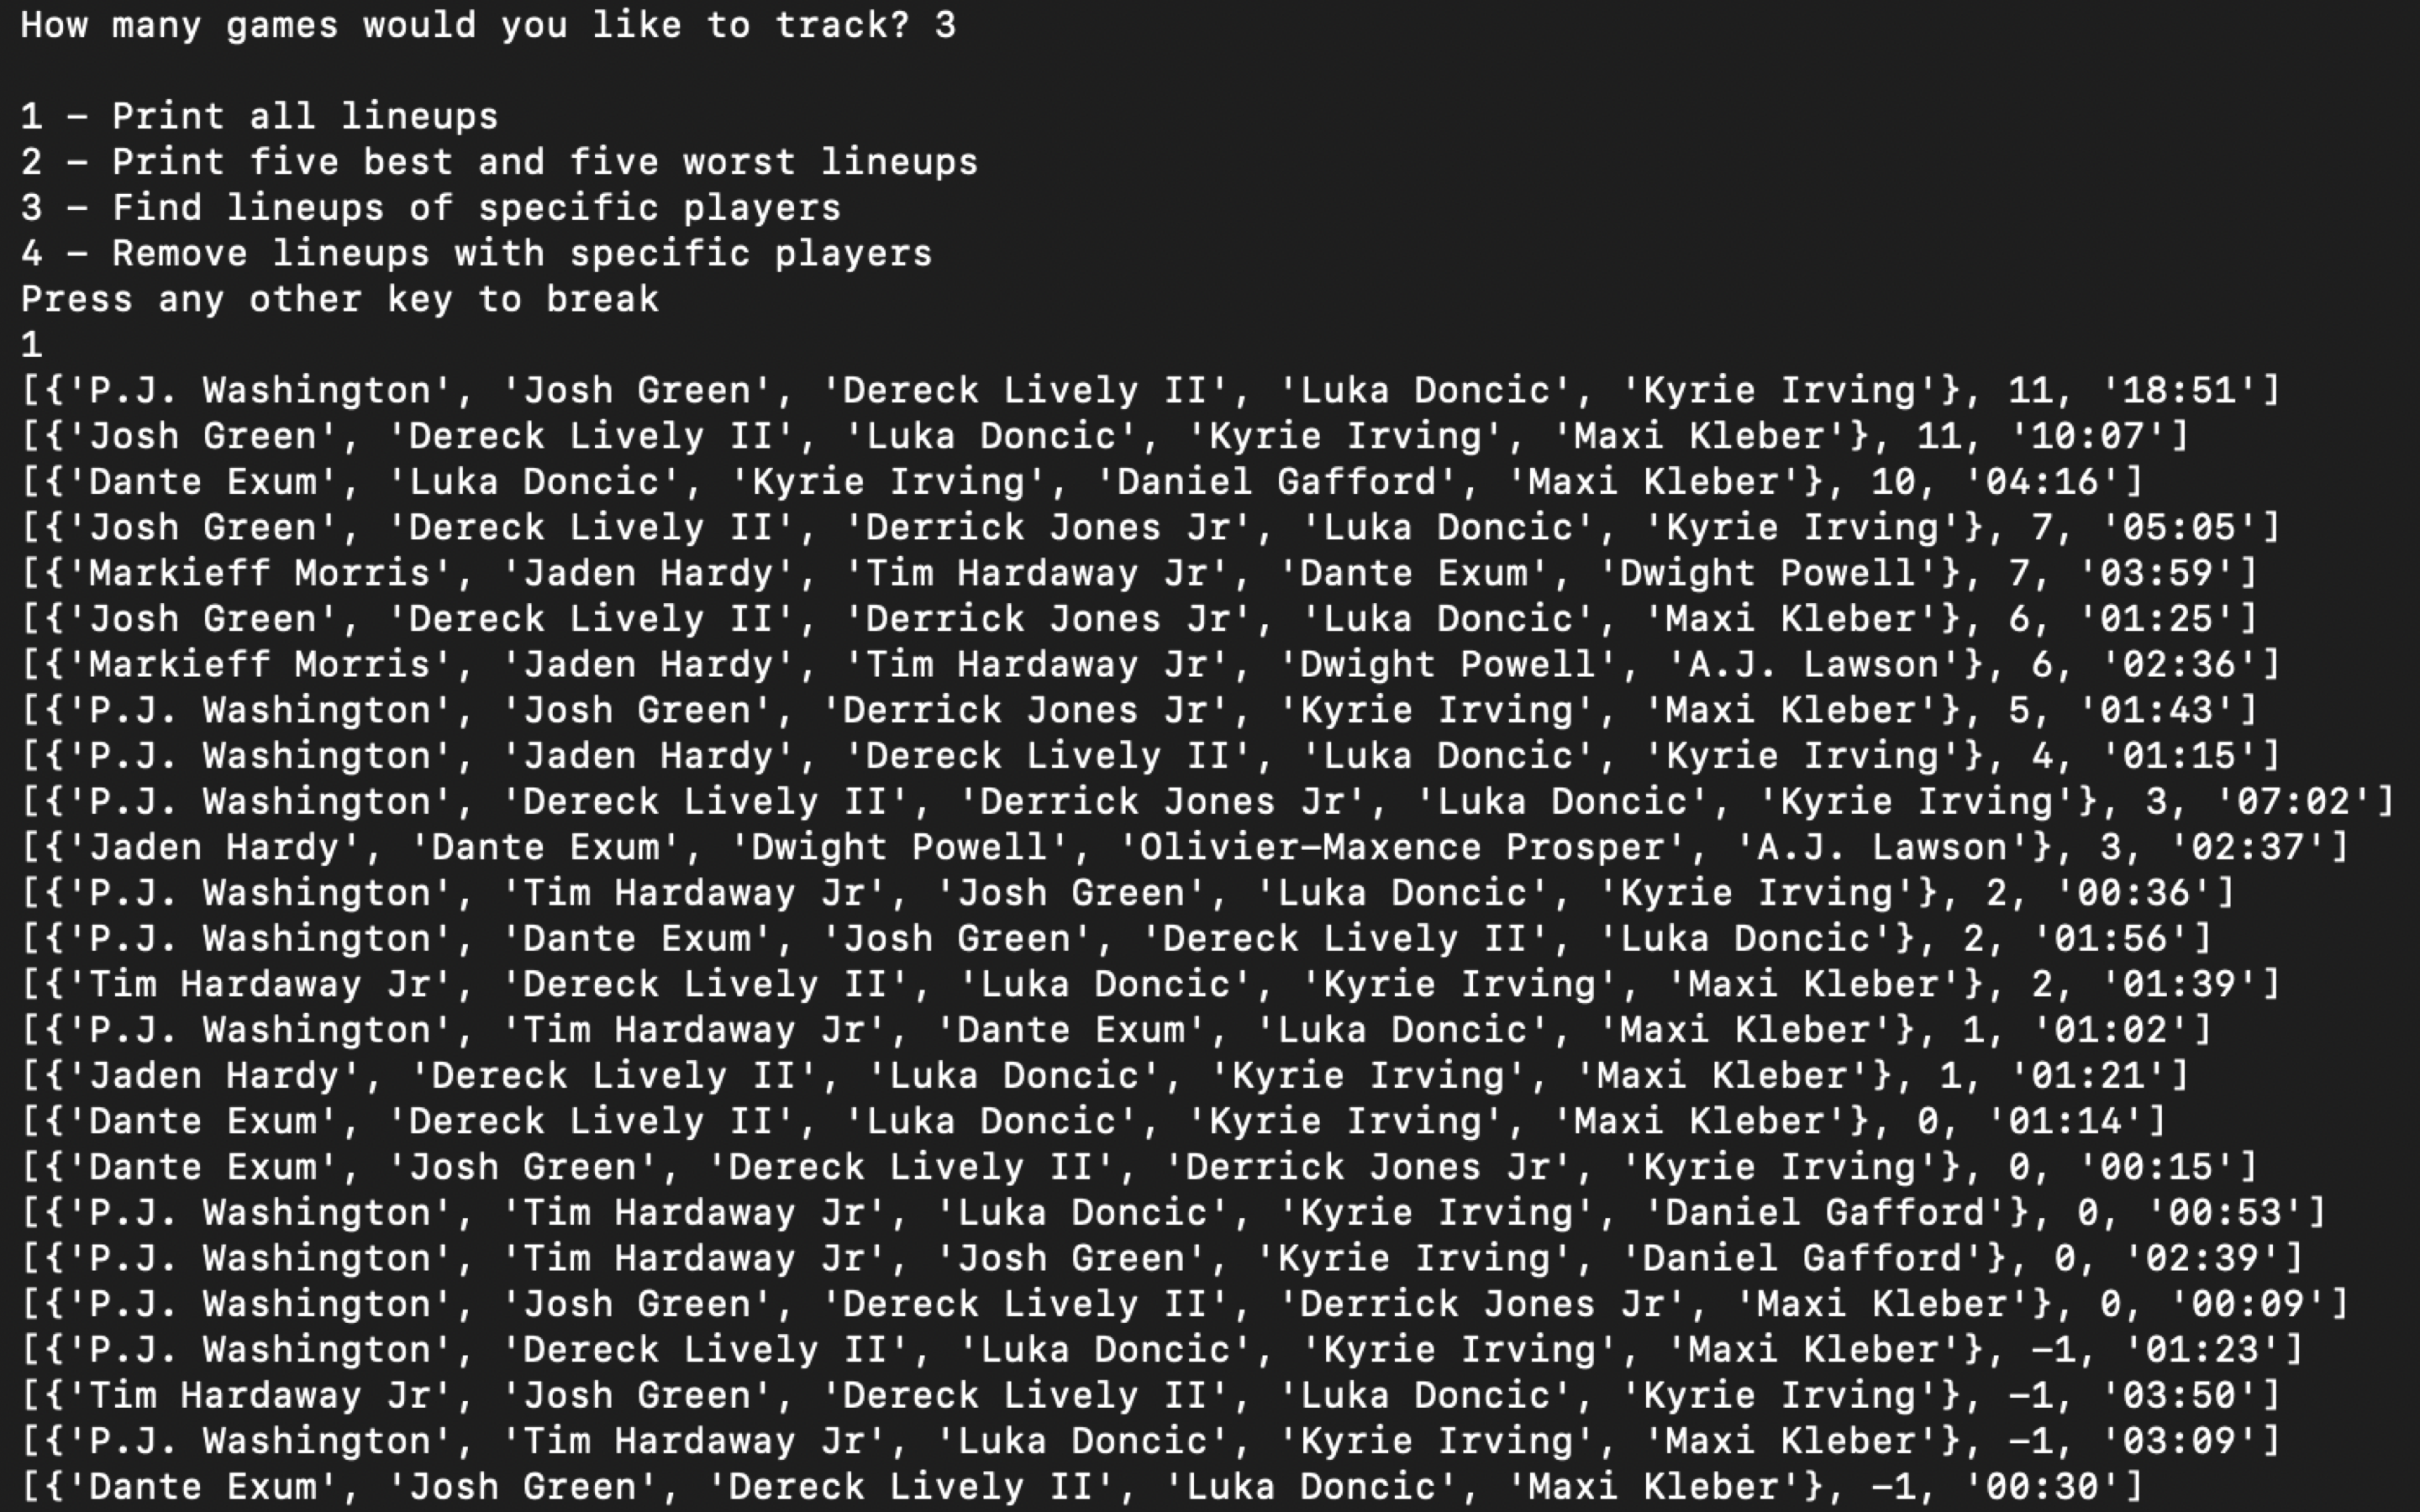 How many games would you like to track? 3
1 – Print all lineups
2 – Print five best and five worst lineups
3 – Find lineups of specific players
4 – Remove lineups with specific players
Press any other key to break
1
[{'P.J. Washington', 'Josh Green', 'Dereck Lively II', 'Luka Doncic', 'Kyrie Irving'}, 11, '18:51']
[{'Josh Green', 'Dereck Lively II', 'Luka Doncic', 'Kyrie Irving', 'Maxi Kleber'}, 11, '10:07']
[{'Dante Exum', 'Luka Doncic', 'Kyrie Irving', 'Daniel Gafford', 'Maxi Kleber'}, 10, '04:16']
[{'Josh Green', 'Dereck Lively II', 'Derrick Jones Jr', 'Luka Doncic', 'Kyrie Irving'}, 7, '05:05']
[{'Markieff Morris', 'Jaden Hardy', 'Tim Hardaway Jr', 'Dante Exum', 'Dwight Powell'}, 7, '03:59']
[{'Josh Green', 'Dereck Lively II', 'Derrick Jones Jr', 'Luka Doncic', 'Maxi Kleber'}, 6, '01:25']
[{'Markieff Morris', 'Jaden Hardy', 'Tim Hardaway Jr', 'Dwight Powell', 'A.J. Lawson'}, 6, '02:36']
[{'P.J. Washington', 'Josh Green', 'Derrick Jones Jr', 'Kyrie Irving', 'Maxi Kleber'}, 5, '01:43']
[{'P.J. Washington', 'Jaden Hardy', 'Dereck Lively II', 'Luka Doncic', 'Kyrie Irving'}, 4, '01:15']
[{'P.J. Washington', 'Dereck Lively II', 'Derrick Jones Jr', 'Luka Doncic', 'Kyrie Irving'}, 3, '07:02']
[{'Jaden Hardy', 'Dante Exum', 'Dwight Powell', 'Olivier-Maxence Prosper', 'A.J. Lawson'}, 3, '02:37']
[{'P.J. Washington', 'Tim Hardaway Jr', 'Josh Green', 'Luka Doncic', 'Kyrie Irving'}, 2, '00:36']
[{'P.J. Washington', 'Dante Exum', 'Josh Green', 'Dereck Lively II', 'Luka Doncic'}, 2, '01:56']
[{'Tim Hardaway Jr', 'Dereck Lively II', 'Luka Doncic', 'Kyrie Irving', 'Maxi Kleber'}, 2, '01:39']
[{'P.J. Washington', 'Tim Hardaway Jr', 'Dante Exum', 'Luka Doncic', 'Maxi Kleber'}, 1, '01:02']
[{'Jaden Hardy', 'Dereck Lively II', 'Luka Doncic', 'Kyrie Irving', 'Maxi Kleber'}, 1, '01:21']
[{'Dante Exum', 'Dereck Lively II', 'Luka Doncic', 'Kyrie Irving', 'Maxi Kleber'}, 0, '01:14']
[{'Dante Exum', 'Josh Green', 'Dereck Lively II', 'Derrick Jones Jr', 'Kyrie Irving'}, 0, '00:15']
[{'P.J. Washington', 'Tim Hardaway Jr', 'Luka Doncic', 'Kyrie Irving', 'Daniel Gafford'}, 0, '00:53']
[{'P.J. Washington', 'Tim Hardaway Jr', 'Josh Green', 'Kyrie Irving', 'Daniel Gafford'}, 0, '02:39']
[{'P.J. Washington', 'Josh Green', 'Dereck Lively II', 'Derrick Jones Jr', 'Maxi Kleber'}, 0, '00:09']
[{'P.J. Washington', 'Dereck Lively II', 'Luka Doncic', 'Kyrie Irving', 'Maxi Kleber'}, -1, '01:23']
[{'Tim Hardaway Jr', 'Josh Green', 'Dereck Lively II', 'Luka Doncic', 'Kyrie Irving'}, -1, '03:50']
[{'P.J. Washington', 'Tim Hardaway Jr', 'Luka Doncic', 'Kyrie Irving', 'Maxi Kleber'}, -1, '03:09']
[{'Dante Exum', 'Josh Green', 'Dereck Lively II', 'Luka Doncic', 'Maxi Kleber'}, -1, '00:30']